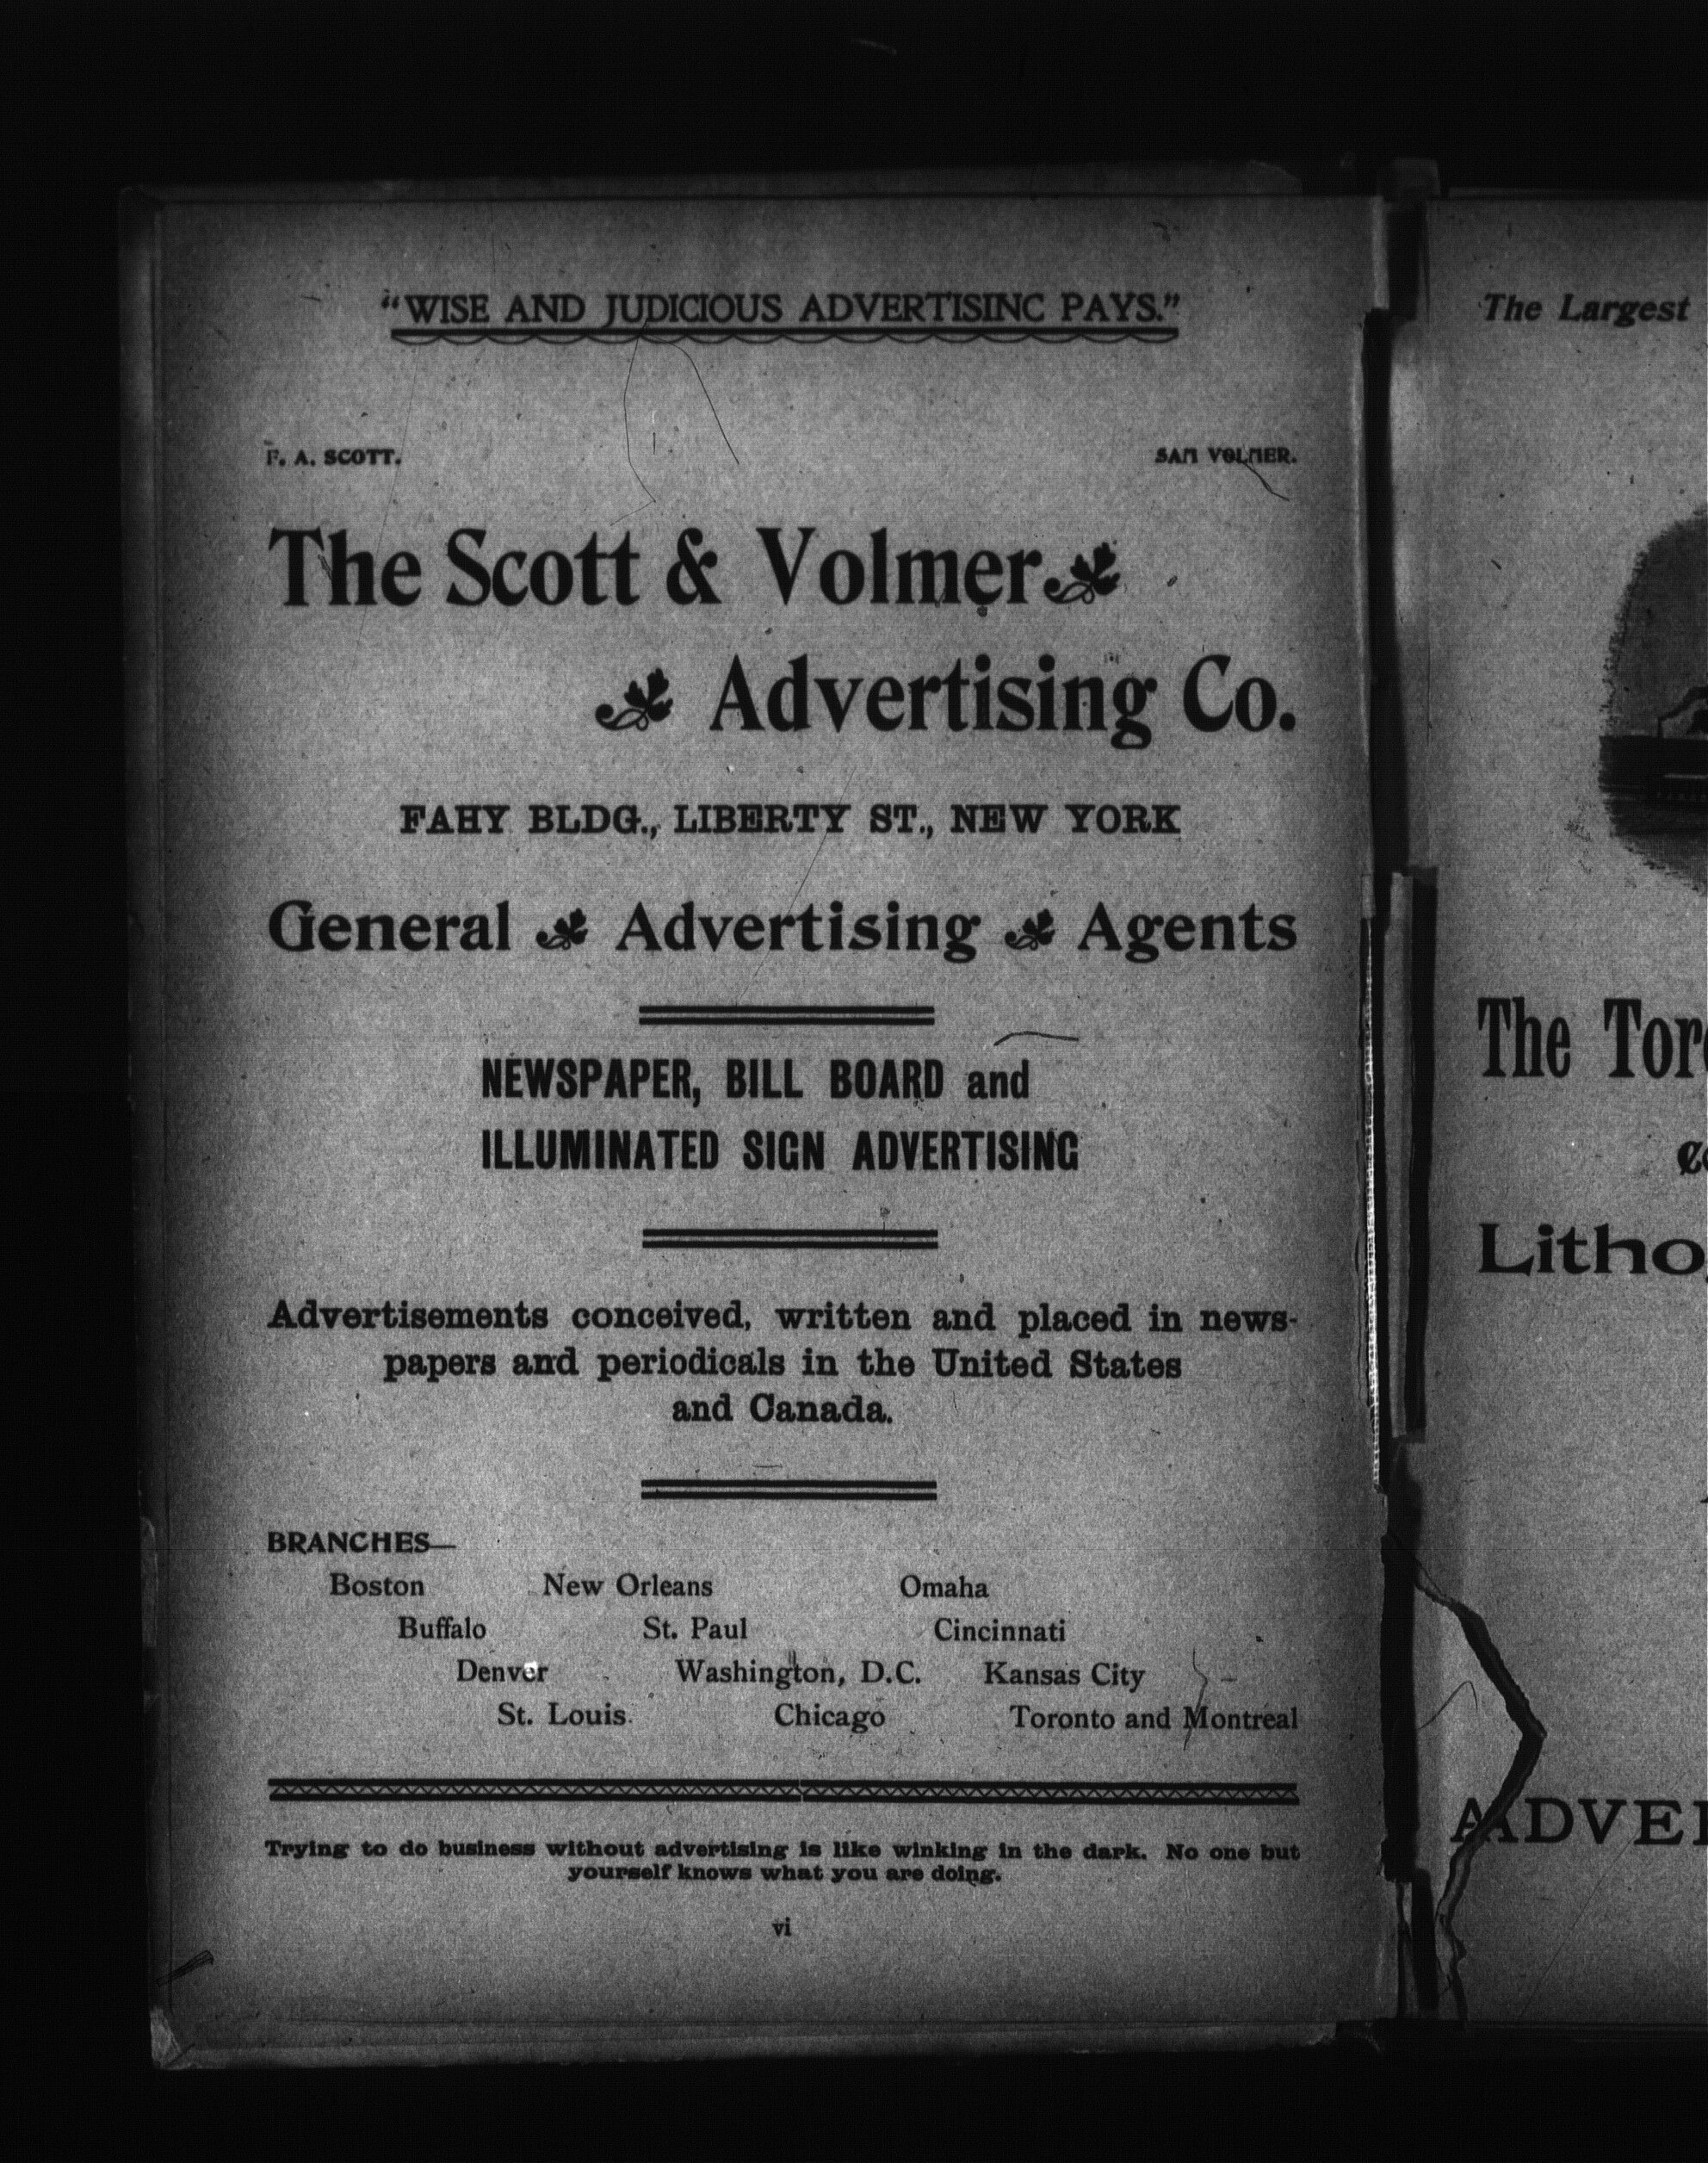 "WISE AND JUDICIOUS ADVERTISING PAYS."
F. A. SCOTT. SAM VOLMER.
The Scott & Volmer
Advertising Co.
FAHY BLDG., LIBERTY ST., NEW YORK
General Advertising Agents
NEWSPAPER, BILL BOARD and
ILLUMINATED SIGN ADVERTISING
Advertisements conceived, written and placed in news-
papers and periodicals in the United States
and Canada.
BRANCHES—
Boston New Orleans Omaha
Buffalo St. Paul Cincinnati
Denver Washington, D.C. Kansas City
St. Louis Chicago Toronto and Montreal
Trying to do business without advertising is like winking in the dark. No one but
yourself knows what you are doing.
vi
The Largest
The Toro
Litho
ADVE